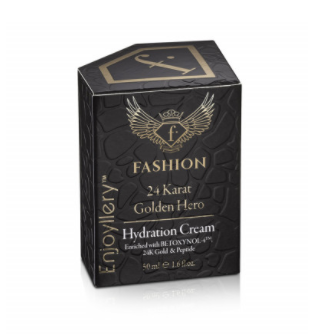 f
f
FASHION
24 Karat
Golden Hero
Hydration Cream
Enriched with BETOXYNOL-4™
24K Gold & Peptide
50 ml ℮ 1.6 fl. oz.
Enjoyllery™